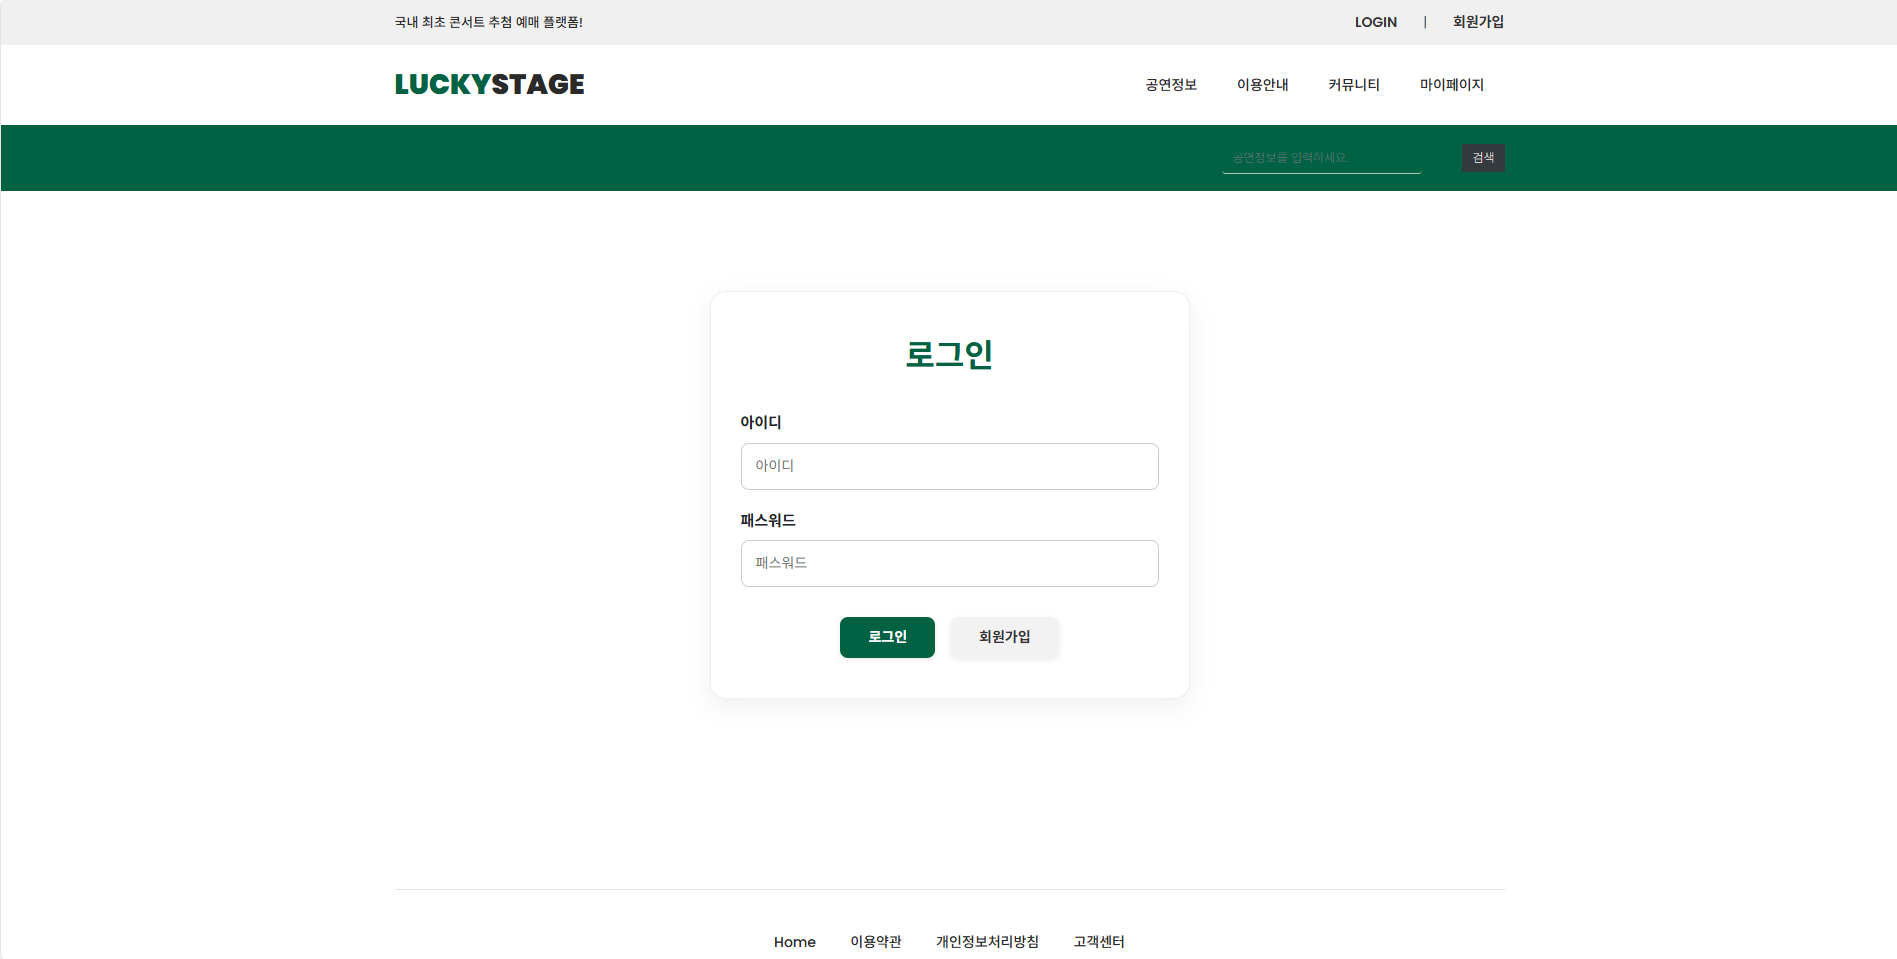 국내 최초 콘서트 추첨 예매 플랫폼!
LOGIN | 회원가입
LUCKYSTAGE
공연정보 이용안내 커뮤니티 마이페이지
공연정보를 입력하세요.
검색
로그인
아이디
아이디
패스워드
패스워드
로그인 회원가입
Home 이용약관 개인정보처리방침 고객센터